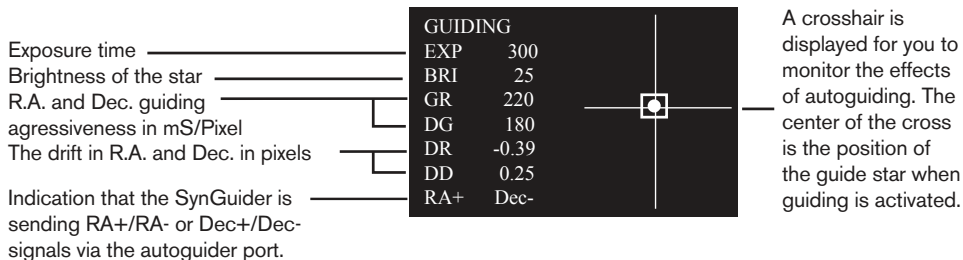 Exposure time
Brightness of the star
R.A. and Dec. guiding
agressiveness in mS/Pixel
The drift in R.A. and Dec. in pixels
Indication that the SynGuider is
sending RA+/RA- or Dec+/Dec-
signals via the autoguider port.
GUIDING
EXP 300
BRI 25
GR 220
DG 180
DR -0.39
DD 0.25
RA+ Dec-
A crosshair is
displayed for you to
monitor the effects
of autoguiding. The
center of the cross
is the position of
the guide star when
guiding is activated.